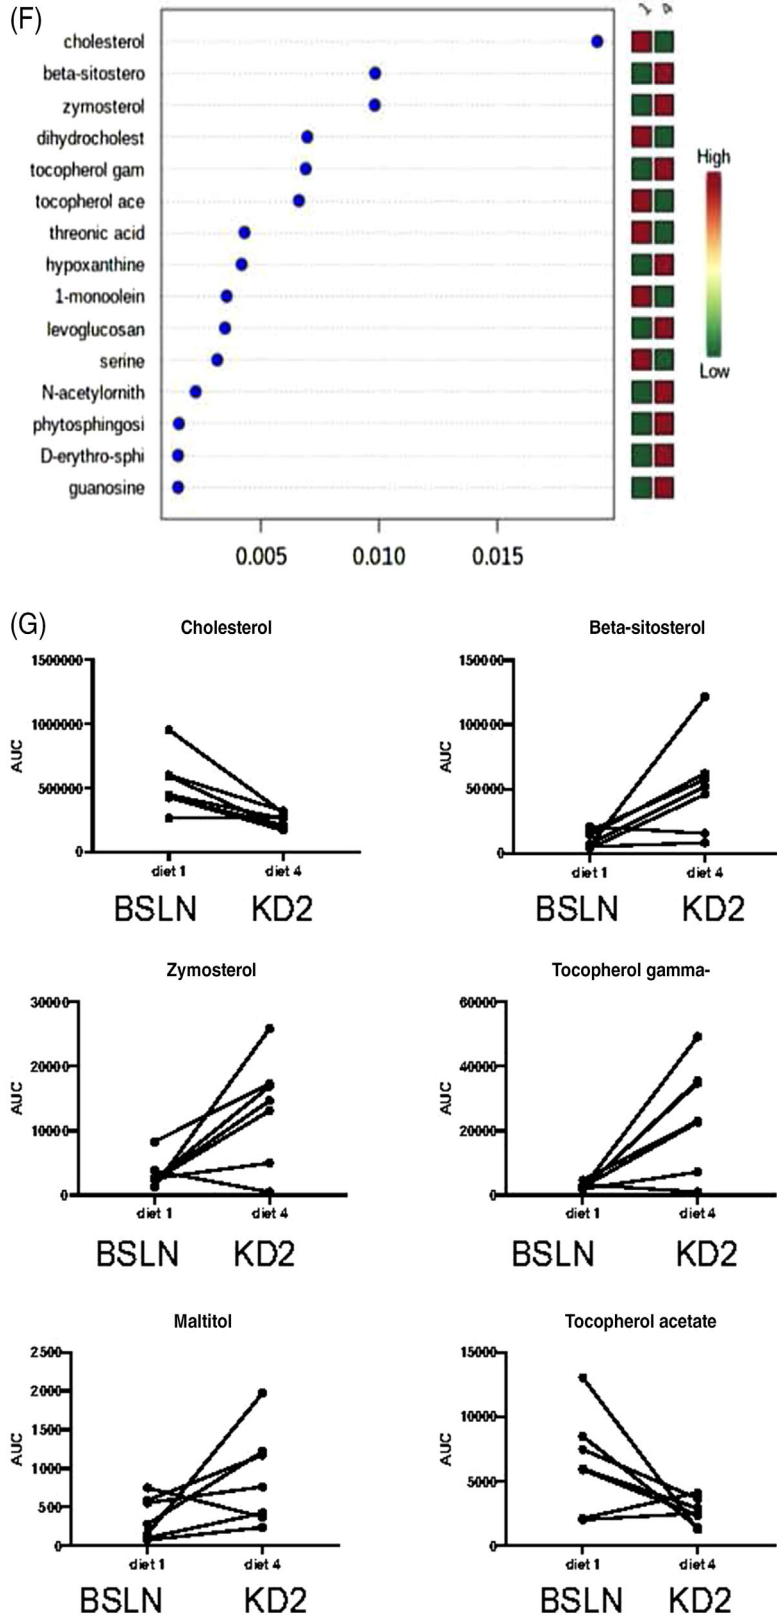 (F)
1 4
cholesterol
beta-sitostero
zymosterol
dihydrocholest
tocopherol gam
tocopherol ace
threonic acid
hypoxanthine
1-monoolein
levoglucosan
serine
N-acetylornith
phytosphingosi
D-erythro-sphi
guanosine
High
Low
0.005 0.010 0.015
(G)
Cholesterol
1500000
1000000
500000
0
AUC
diet 1 diet 4
BSLN KD2
Beta-sitosterol
150000
100000
50000
0
AUC
diet 1 diet 4
BSLN KD2
Zymosterol
30000
20000
10000
0
AUC
diet 1 diet 4
BSLN KD2
Tocopherol gamma-
60000
40000
20000
0
AUC
diet 1 diet 4
BSLN KD2
Maltitol
2500
2000
1500
1000
500
0
AUC
diet 1 diet 4
BSLN KD2
Tocopherol acetate
15000
10000
5000
0
AUC
diet 1 diet 4
BSLN KD2